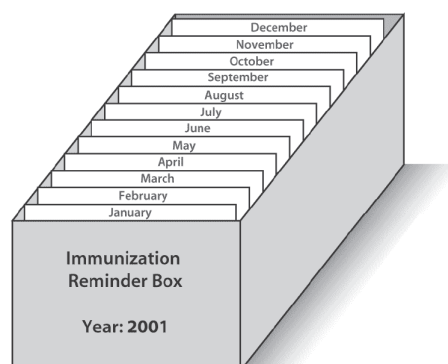 December
November
October
September
August
July
June
May
April
March
February
January
Immunization
Reminder Box
Year: 2001